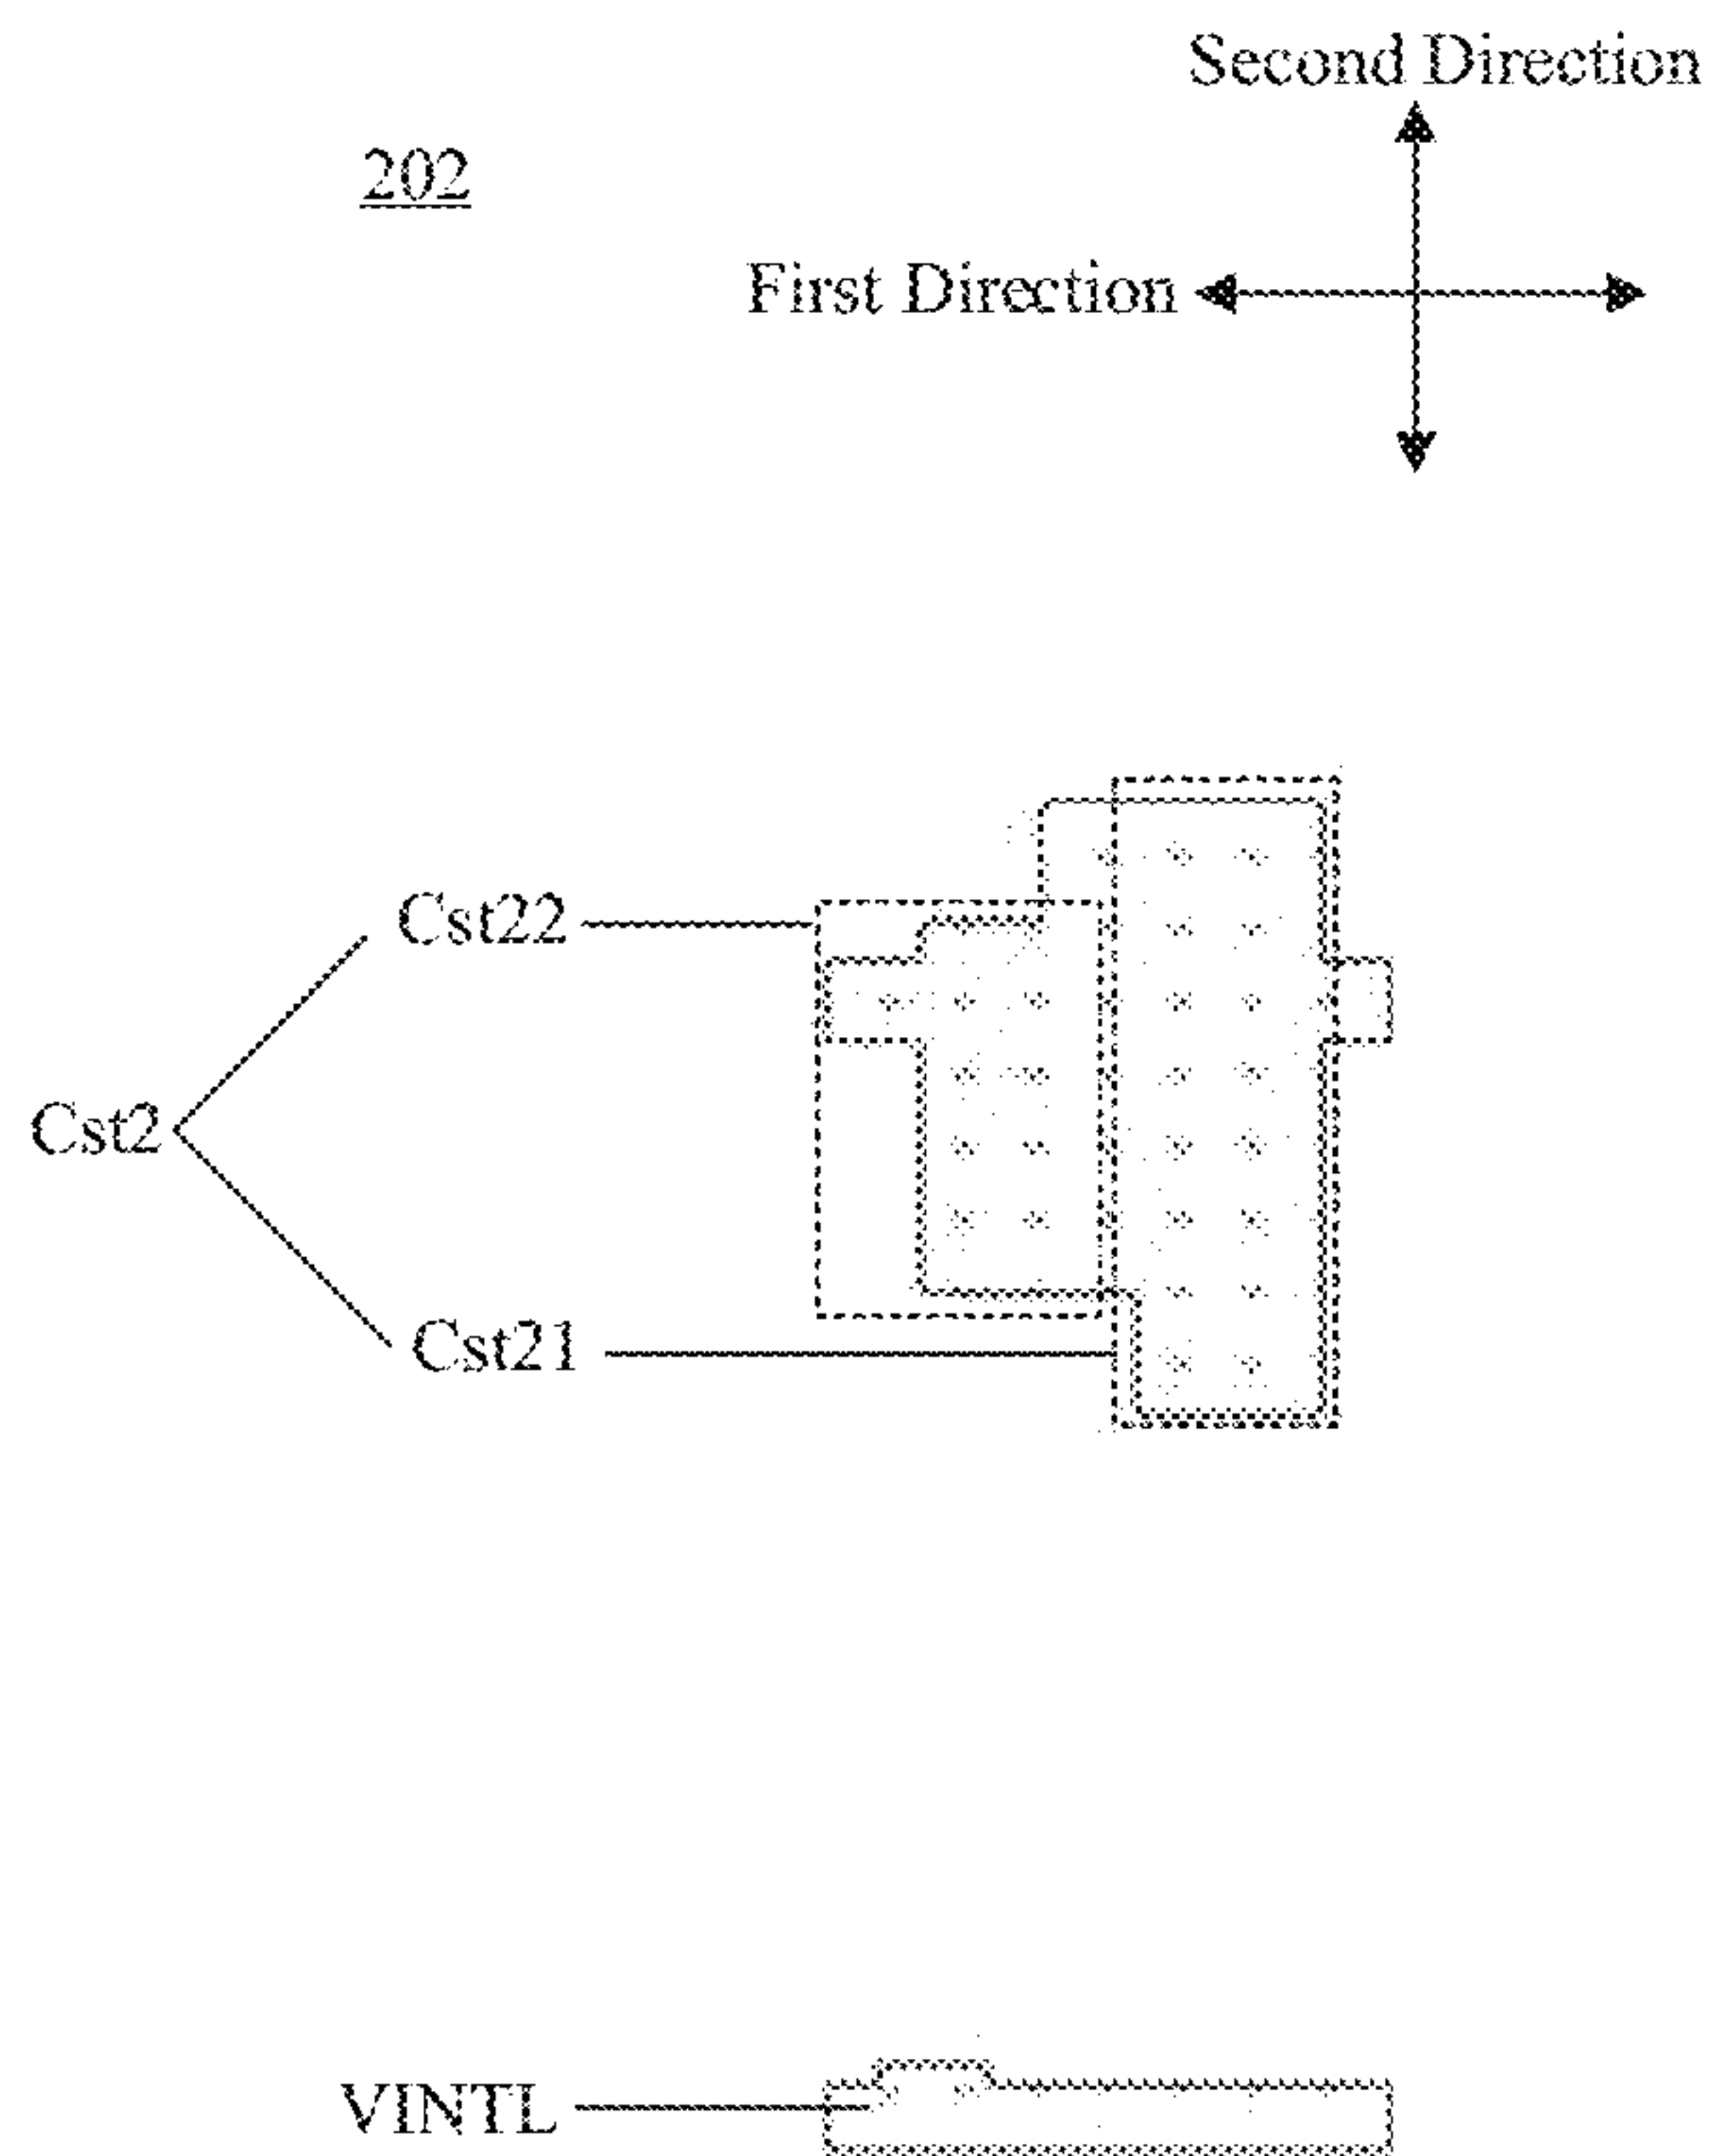 Second Direction
202
First Direction
Cst22
Cst2
Cst21
VINTL